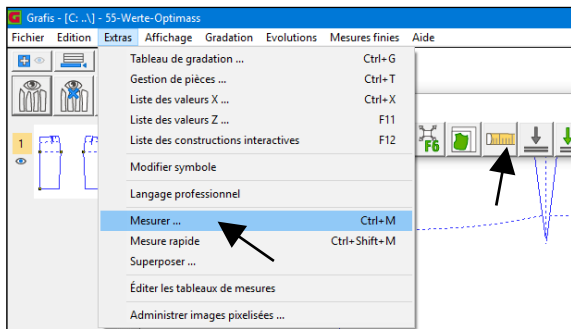 Grafis - [C: ..\] - 55-Werte-Optimass
Fichier Edition Extras Affichage Gradation Evolutions Mesures finies Aide
Tableau de gradation ... Ctrl+G
Gestion de pièces ... Ctrl+T
Liste des valeurs X ... Ctrl+X
Liste des valeurs Z ... F11
Liste des constructions interactives F12
Modifier symbole
Langage professionnel
Mesurer ... Ctrl+M
Mesure rapide Ctrl+Shift+M
Superposer ...
Éditer les tableaux de mesures
Administrer images pixelisées ...
1
F6